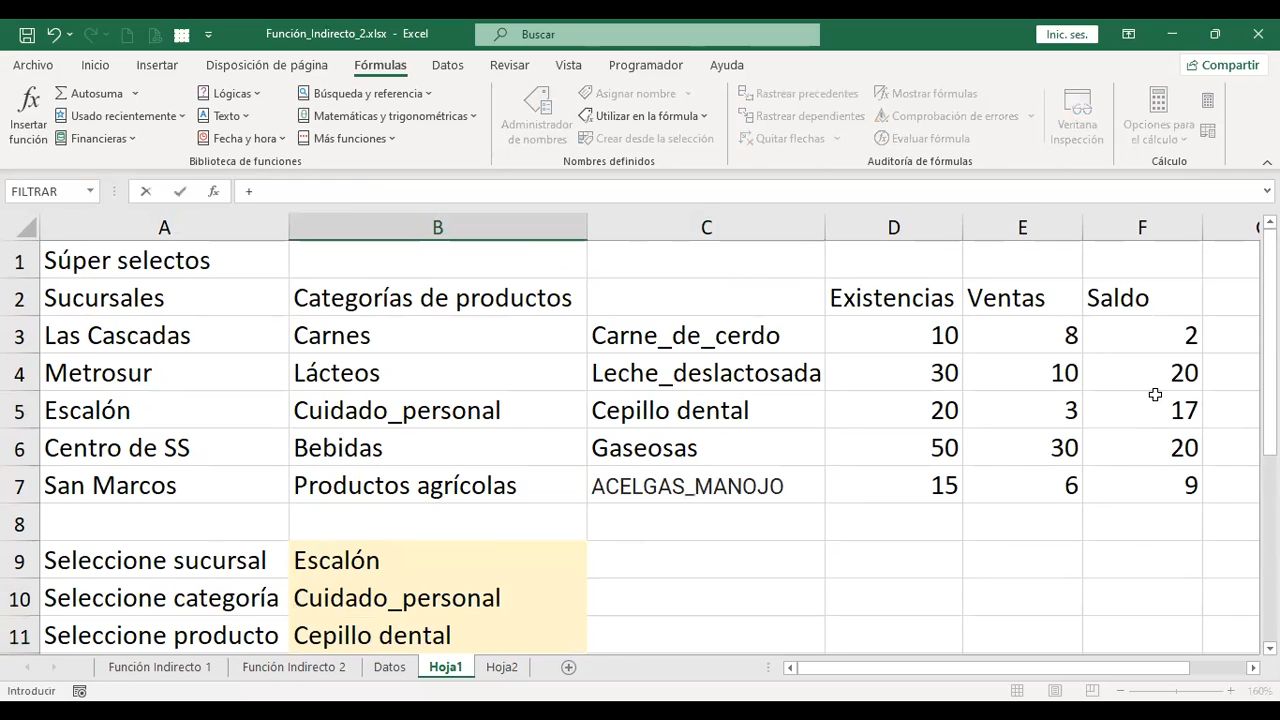 Función_Indirecto_2.xlsx - Excel
Buscar
Inic. ses.
Archivo Inicio Insertar Disposición de página Fórmulas Datos Revisar Vista Programador Ayuda
Compartir
fx
Insertar función
Autosuma
Usado recientemente
Financieras
Lógicas
Texto
Fecha y hora
Búsqueda y referencia
Matemático y trigonométricas
Más funciones
Biblioteca de funciones
Administrador de nombres
Asignar nombre
Utilizar en la fórmula
Crear desde la selección
Nombres definidos
Rastrear precedentes
Rastrear dependientes
Quitar flechas
Mostrar fórmulas
Comprobación de errores
Evaluar fórmula
Auditoría de fórmulas
Ventana Inspección
Opciones para el cálculo
Cálculo
FILTRAR fx +
A B C D E F
1 Súper selectos
2 Sucursales Categorías de productos Existencias Ventas Saldo
3 Las Cascadas Carnes Carne_de_cerdo 10 8 2
4 Metrosur Lácteos Leche_deslactosada 30 10 20
5 Escalón Cuidado_personal Cepillo dental 20 3 17
6 Centro de SS Bebidas Gaseosas 50 30 20
7 San Marcos Productos agrícolas ACELGAS_MANOJO 15 6 9
8
9 Seleccione sucursal Escalón
10 Seleccione categoría Cuidado_personal
11 Seleccione producto Cepillo dental
Función Indirecto 1 Función Indirecto 2 Datos Hoja1 Hoja2
Introducir
160%